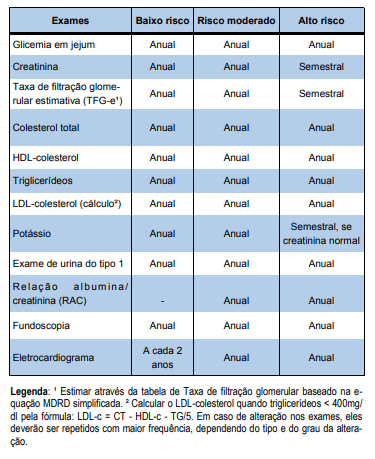 Exames Baixo risco Risco moderado Alto risco
Glicemia em jejum Anual Anual Anual
Creatinina Anual Anual Semestral
Taxa de filtração glome-
rular estimativa (TFG-e¹) Anual Anual Semestral
Colesterol total Anual Anual Anual
HDL-colesterol Anual Anual Anual
Triglicerídeos Anual Anual Anual
LDL-colesterol (cálculo²) Anual Anual Anual
Potássio Anual Anual Semestral, se
creatinina normal
Exame de urina do tipo 1 Anual Anual Anual
Relação albumina/
creatinina (RAC) - Anual Anual
Fundoscopia Anual Anual Anual
Eletrocardiograma A cada 2
anos Anual Anual
Legenda: ¹ Estimar através da tabela de Taxa de filtração glomerular baseado na e-
quação MDRD simplificada. ² Calcular o LDL-colesterol quando triglicerídeos < 400mg/
dl pela fórmula: LDL-c = CT - HDL-c - TG/5. Em caso de alteração nos exames, eles
deverão ser repetidos com maior frequência, dependendo do tipo e do grau da altera-
ção.